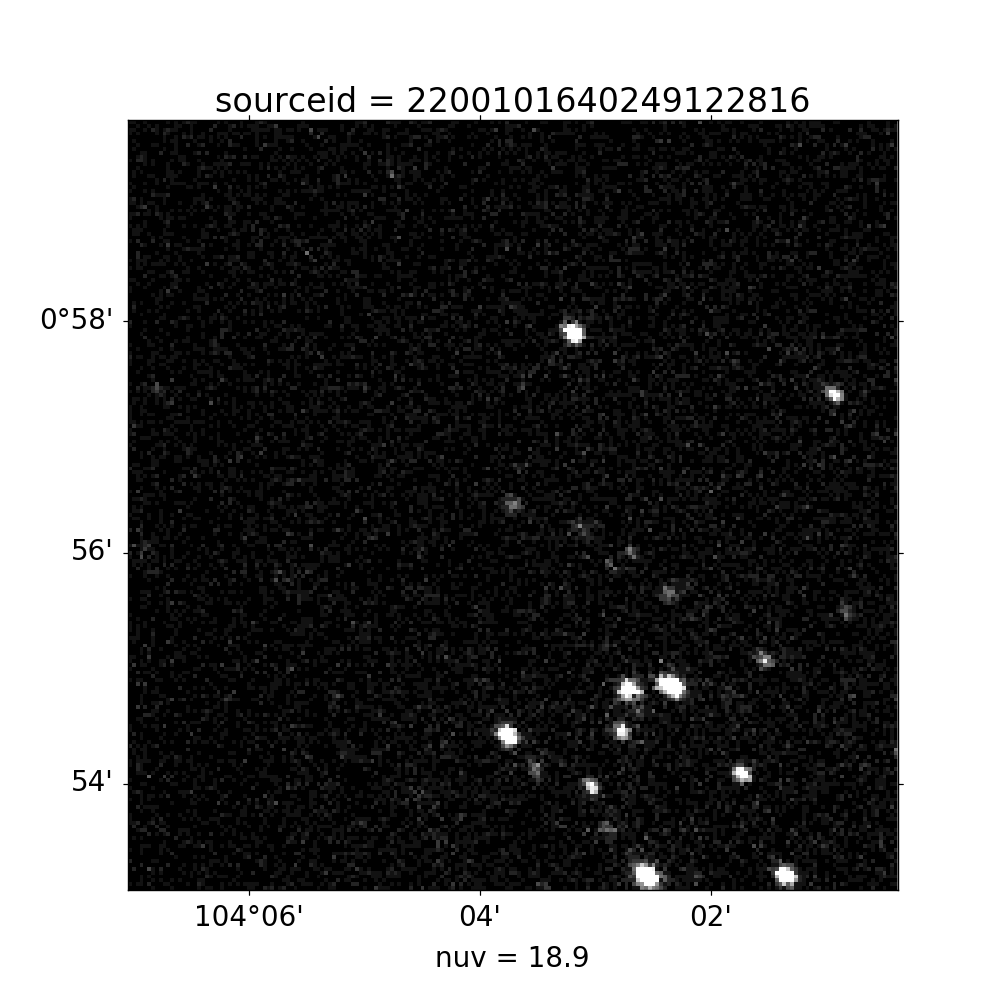 sourceid = 2200101640249122816
0°58'
56'
54'
104°06' 04' 02'
nuv = 18.9